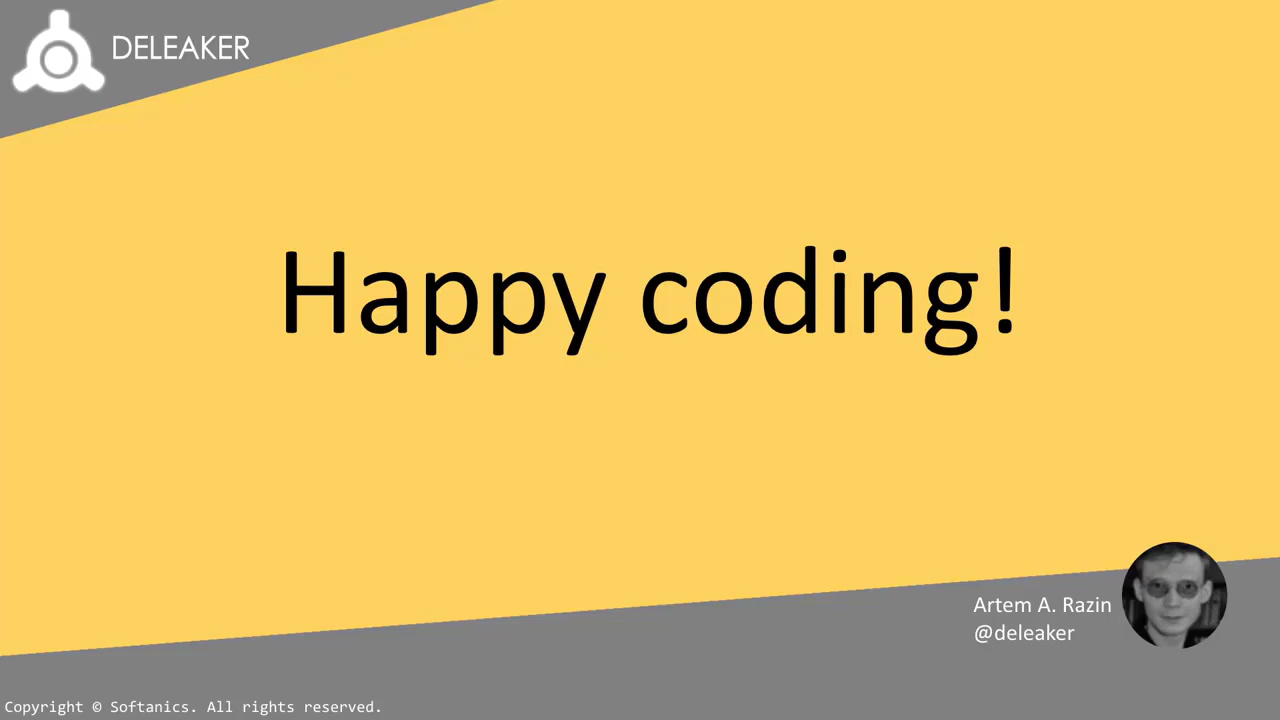 DELEAKER
Happy coding!
Artem A. Razin
@deleaker
Copyright © Softanics. All rights reserved.